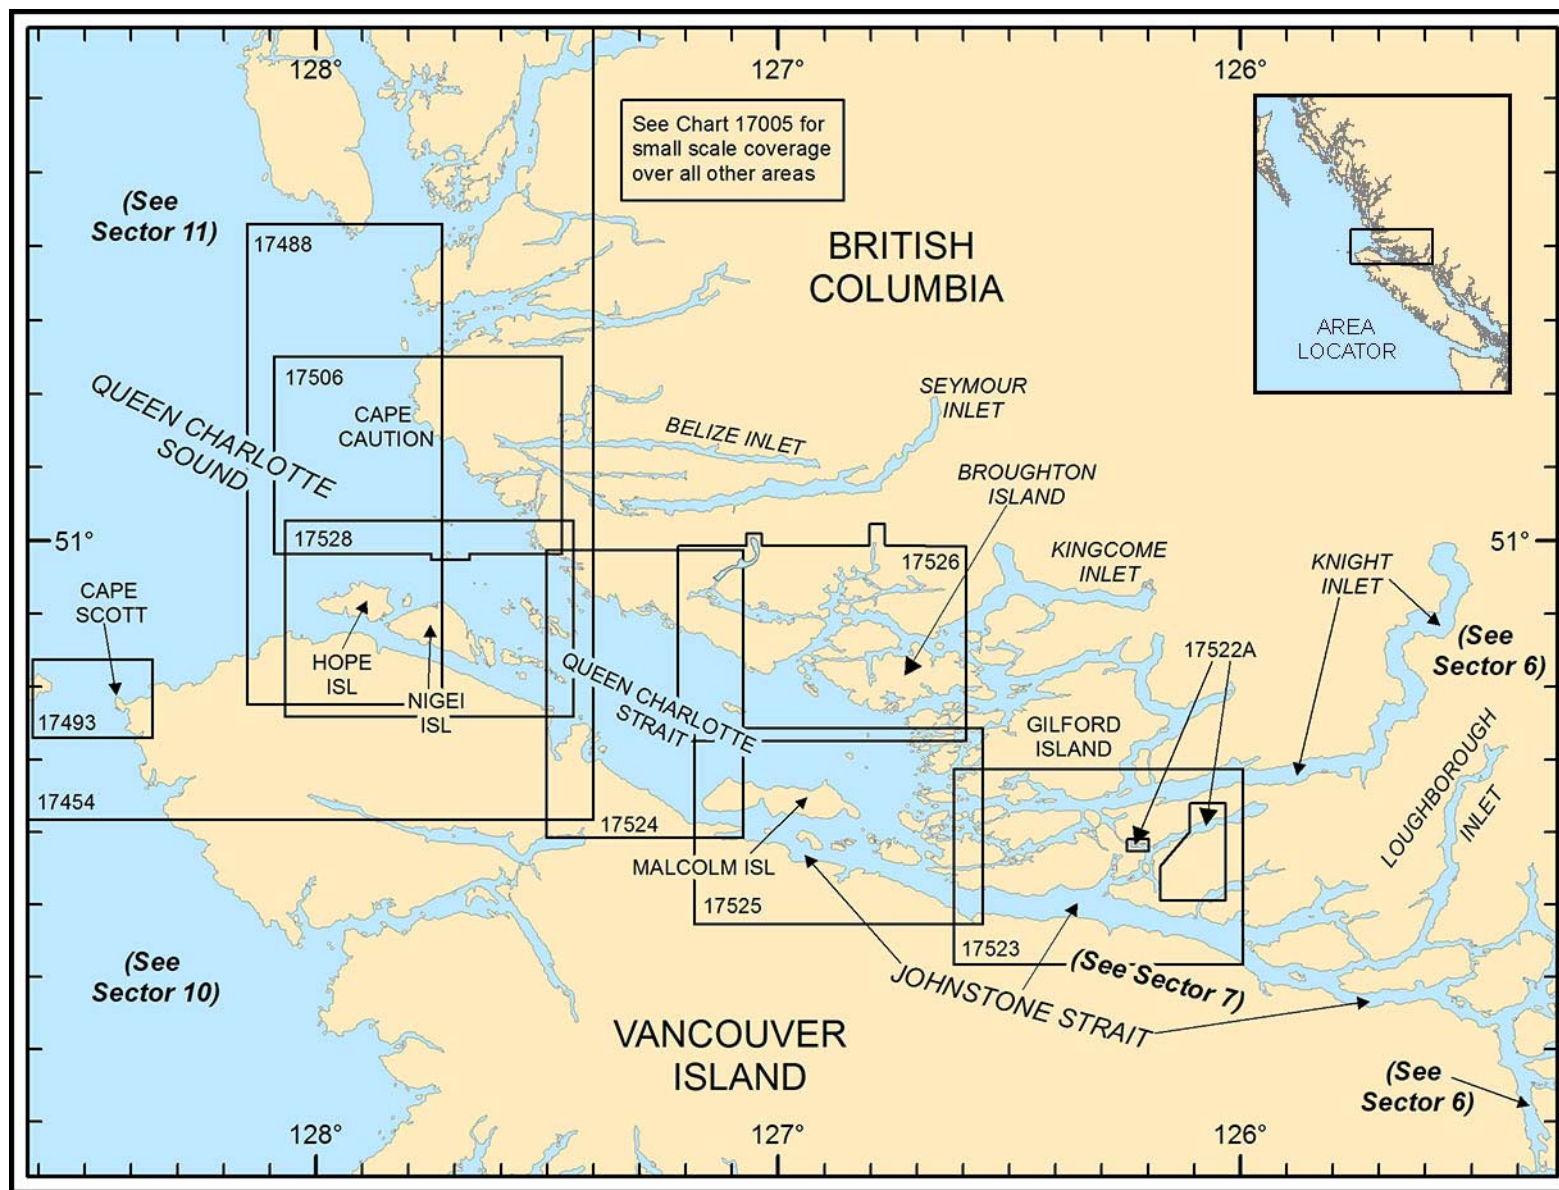 128°
127°
126°
See Chart 17005 for
small scale coverage
over all other areas
(See
Sector 11)
17488
BRITISH
COLUMBIA
AREA
LOCATOR
17506
QUEEN CHARLOTTE
SOUND
CAPE
CAUTION
SEYMOUR
INLET
BELIZE INLET
BROUGHTON
ISLAND
51°
17528
17526
KINGCOME
INLET
KNIGHT
INLET
51°
CAPE
SCOTT
(See
Sector 6)
HOPE
ISL
NIGEI
ISL
QUEEN CHARLOTTE
STRAIT
17522A
17493
GILFORD
ISLAND
LOUGHBOROUGH
INLET
17454
17524
MALCOLM ISL
17525
17523
(See Sector 7)
JOHNSTONE STRAIT
(See
Sector 10)
VANCOUVER
ISLAND
(See
Sector 6)
128°
127°
126°